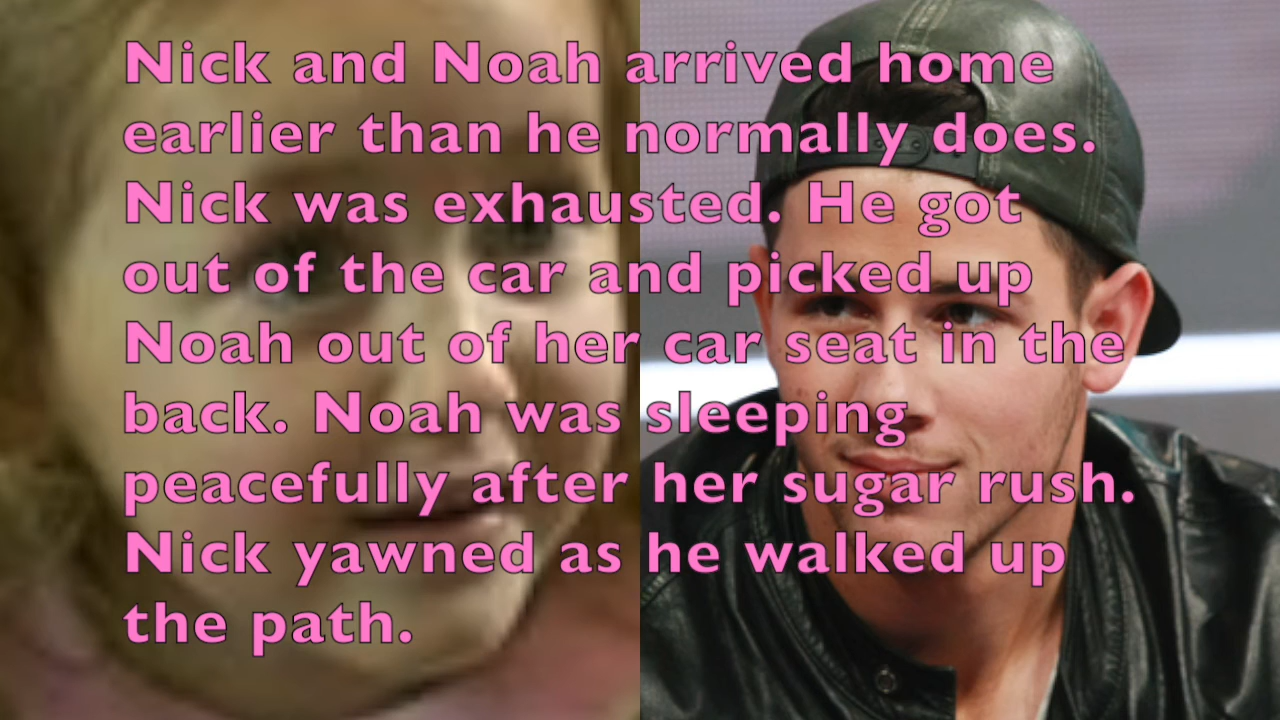 Nick and Noah arrived home
earlier than he normally does.
Nick was exhausted. He got
out of the car and picked up
Noah out of her car seat in the
back. Noah was sleeping
peacefully after her sugar rush.
Nick yawned as he walked up
the path.